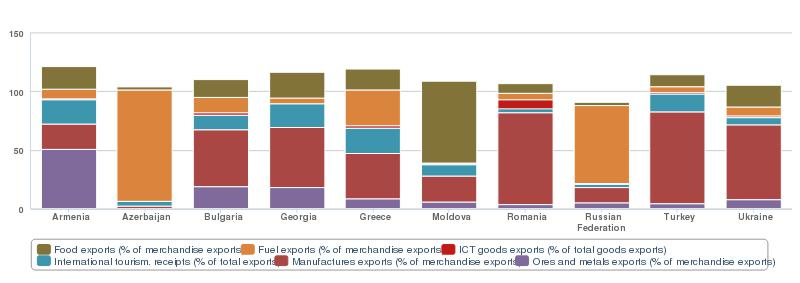 150
100
50
0
Armenia Azerbaijan Bulgaria Georgia Greece Moldova Romania Russian Federation Turkey Ukraine
Food exports (% of merchandise exports Fuel exports (% of merchandise exports ICT goods exports (% of total goods exports)
International tourism. receipts (% of total exports Manufactures exports (% of merchandise exports Ores and metals exports (% of merchandise exports)